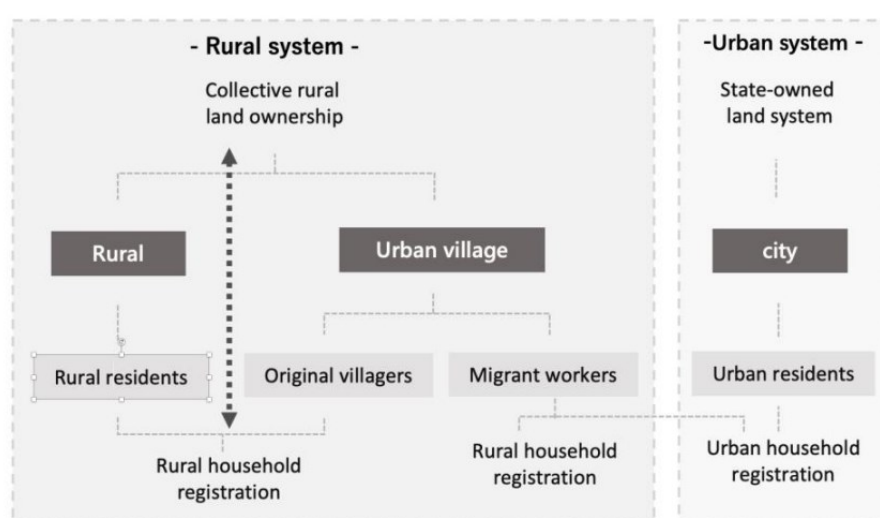 - Rural system -
-Urban system -
Collective rural
land ownership
State-owned
land system
Rural
Urban village
city
Rural residents
Original villagers
Migrant workers
Urban residents
Rural household
registration
Rural household
registration
Urban household
registration